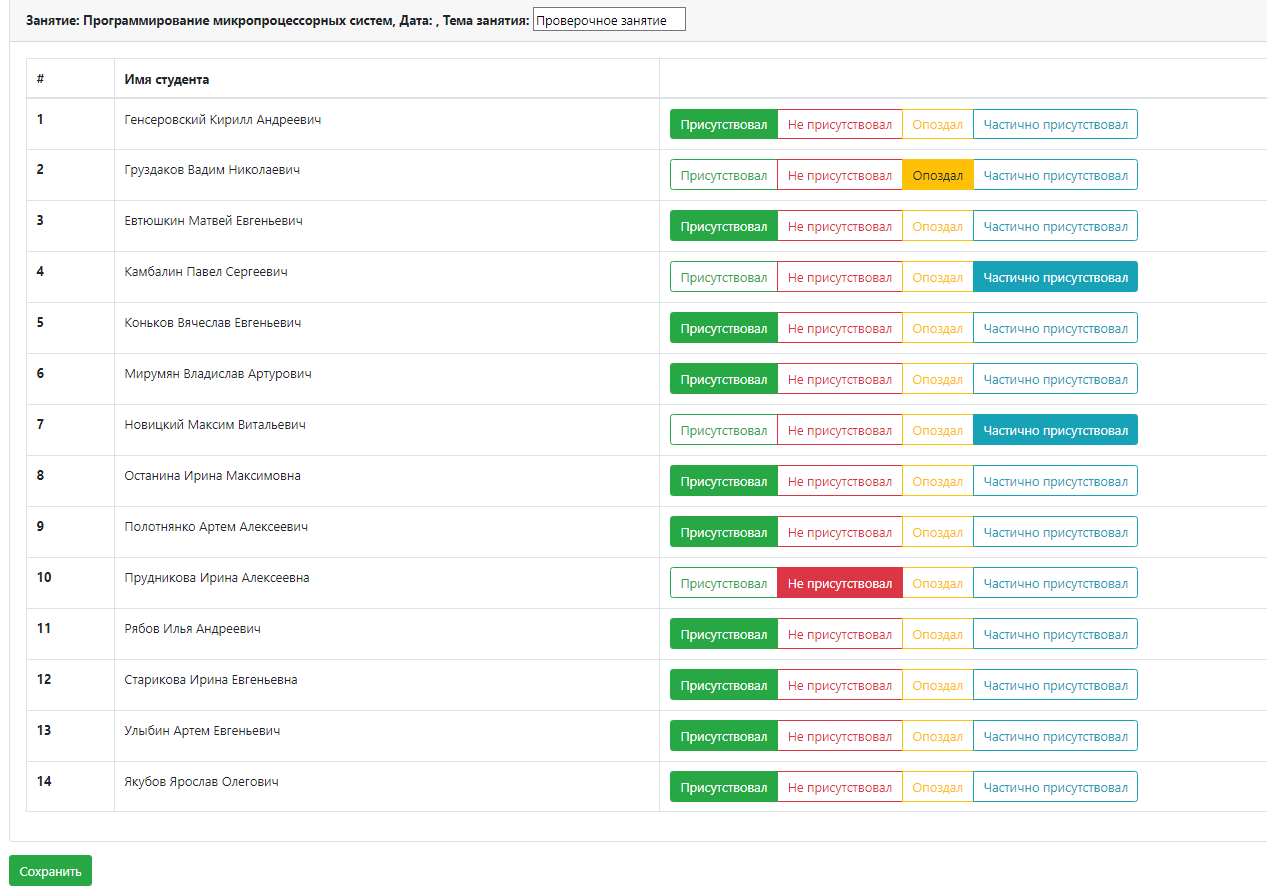 Занятие: Программирование микропроцессорных систем, Дата: , Тема занятия: Проверочное занятие
# Имя студента
1 Генсеровский Кирилл Андреевич Присутствовал Не присутствовал Опоздал Частично присутствовал
2 Груздаков Вадим Николаевич Присутствовал Не присутствовал Опоздал Частично присутствовал
3 Евтюшкин Матвей Евгеньевич Присутствовал Не присутствовал Опоздал Частично присутствовал
4 Камбалин Павел Сергеевич Присутствовал Не присутствовал Опоздал Частично присутствовал
5 Коньков Вячеслав Евгеньевич Присутствовал Не присутствовал Опоздал Частично присутствовал
6 Мирумян Владислав Артурович Присутствовал Не присутствовал Опоздал Частично присутствовал
7 Новицкий Максим Витальевич Присутствовал Не присутствовал Опоздал Частично присутствовал
8 Останина Ирина Максимовна Присутствовал Не присутствовал Опоздал Частично присутствовал
9 Полотнянко Артем Алексеевич Присутствовал Не присутствовал Опоздал Частично присутствовал
10 Прудникова Ирина Алексеевна Присутствовал Не присутствовал Опоздал Частично присутствовал
11 Рябов Илья Андреевич Присутствовал Не присутствовал Опоздал Частично присутствовал
12 Старикова Ирина Евгеньевна Присутствовал Не присутствовал Опоздал Частично присутствовал
13 Улыбин Артем Евгеньевич Присутствовал Не присутствовал Опоздал Частично присутствовал
14 Якубов Ярослав Олегович Присутствовал Не присутствовал Опоздал Частично присутствовал
Сохранить